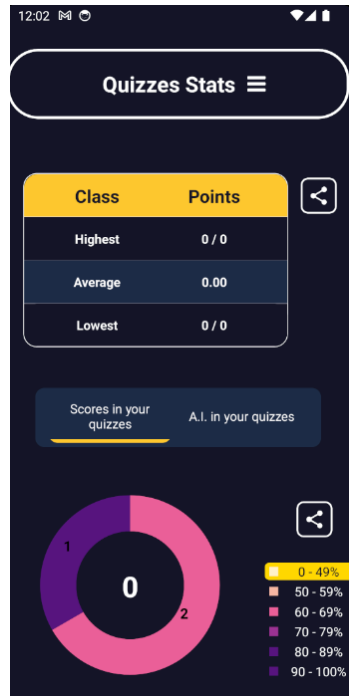 12:02
Quizzes Stats
Class Points
Highest 0 / 0
Average 0.00
Lowest 0 / 0
Scores in your
quizzes
A.I. in your quizzes
1
0
2
0 - 49%
50 - 59%
60 - 69%
70 - 79%
80 - 89%
90 - 100%